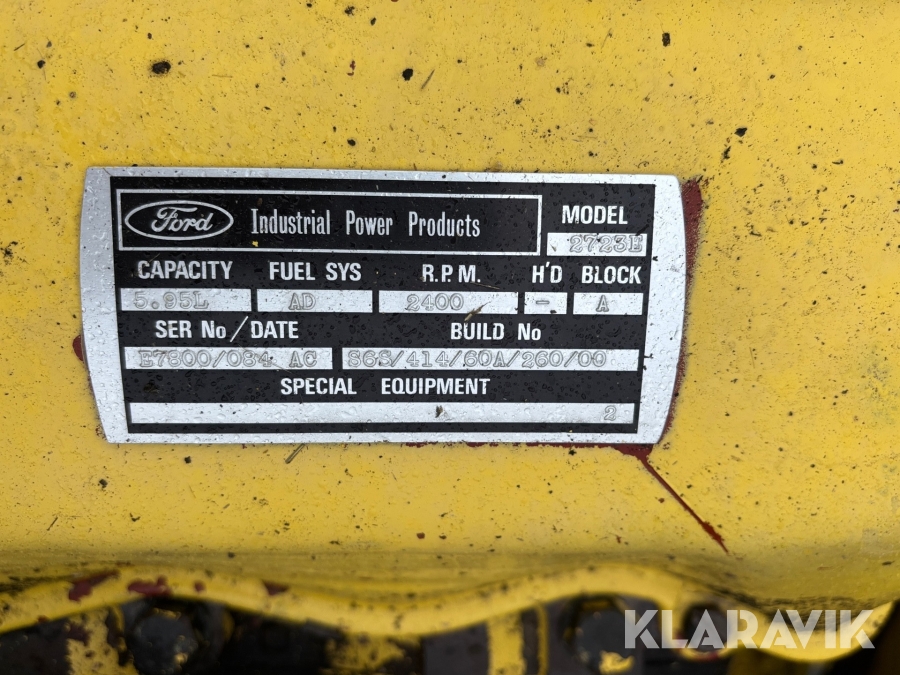 Ford Industrial Power Products MODEL
2723E
CAPACITY FUEL SYS R.P.M. H'D BLOCK
5.95L AD 2400 - A
SER No/DATE BUILD No
E7800/084 AC S6S/414/60A/260/00
SPECIAL EQUIPMENT
2
KLARAVIK